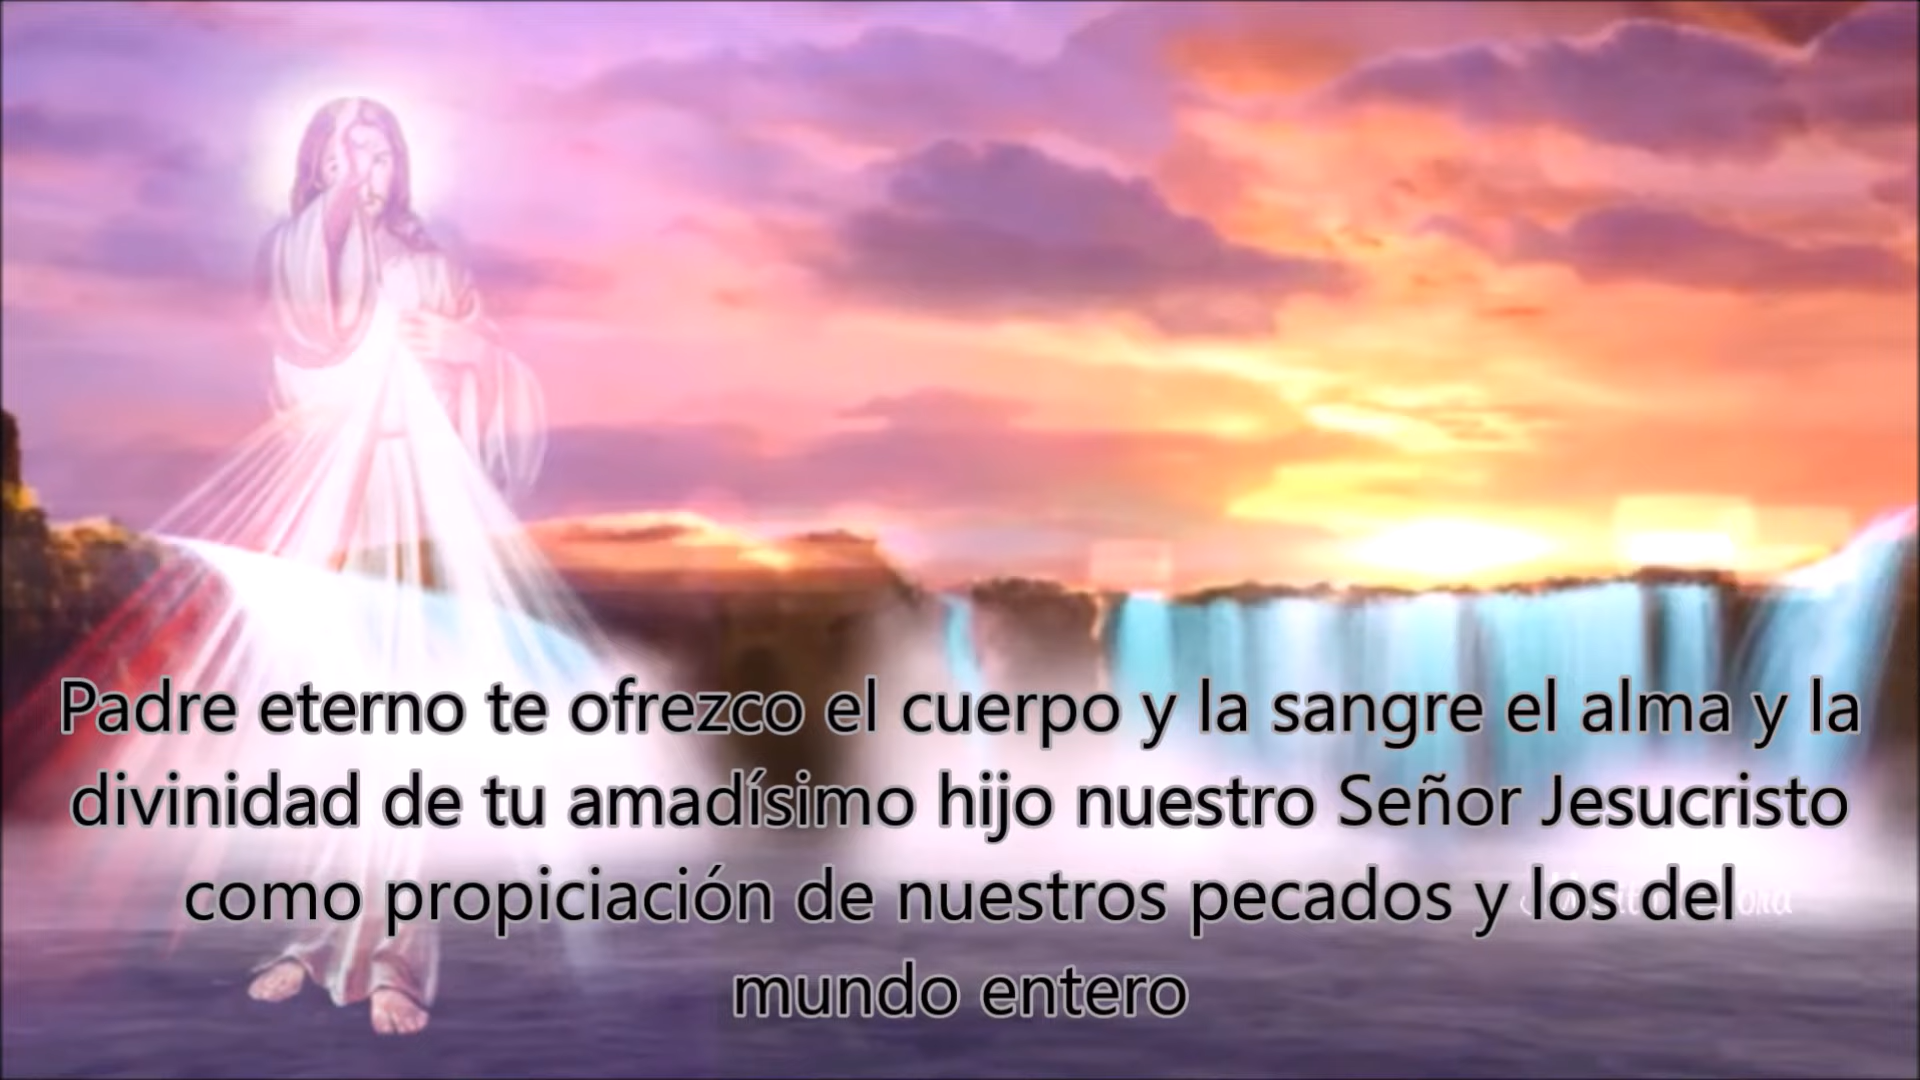 Padre eterno te ofrezco el cuerpo y la sangre el alma y la
divinidad de tu amadísimo hijo nuestro Señor Jesucristo
como propiciación de nuestros pecados y los del
mundo entero